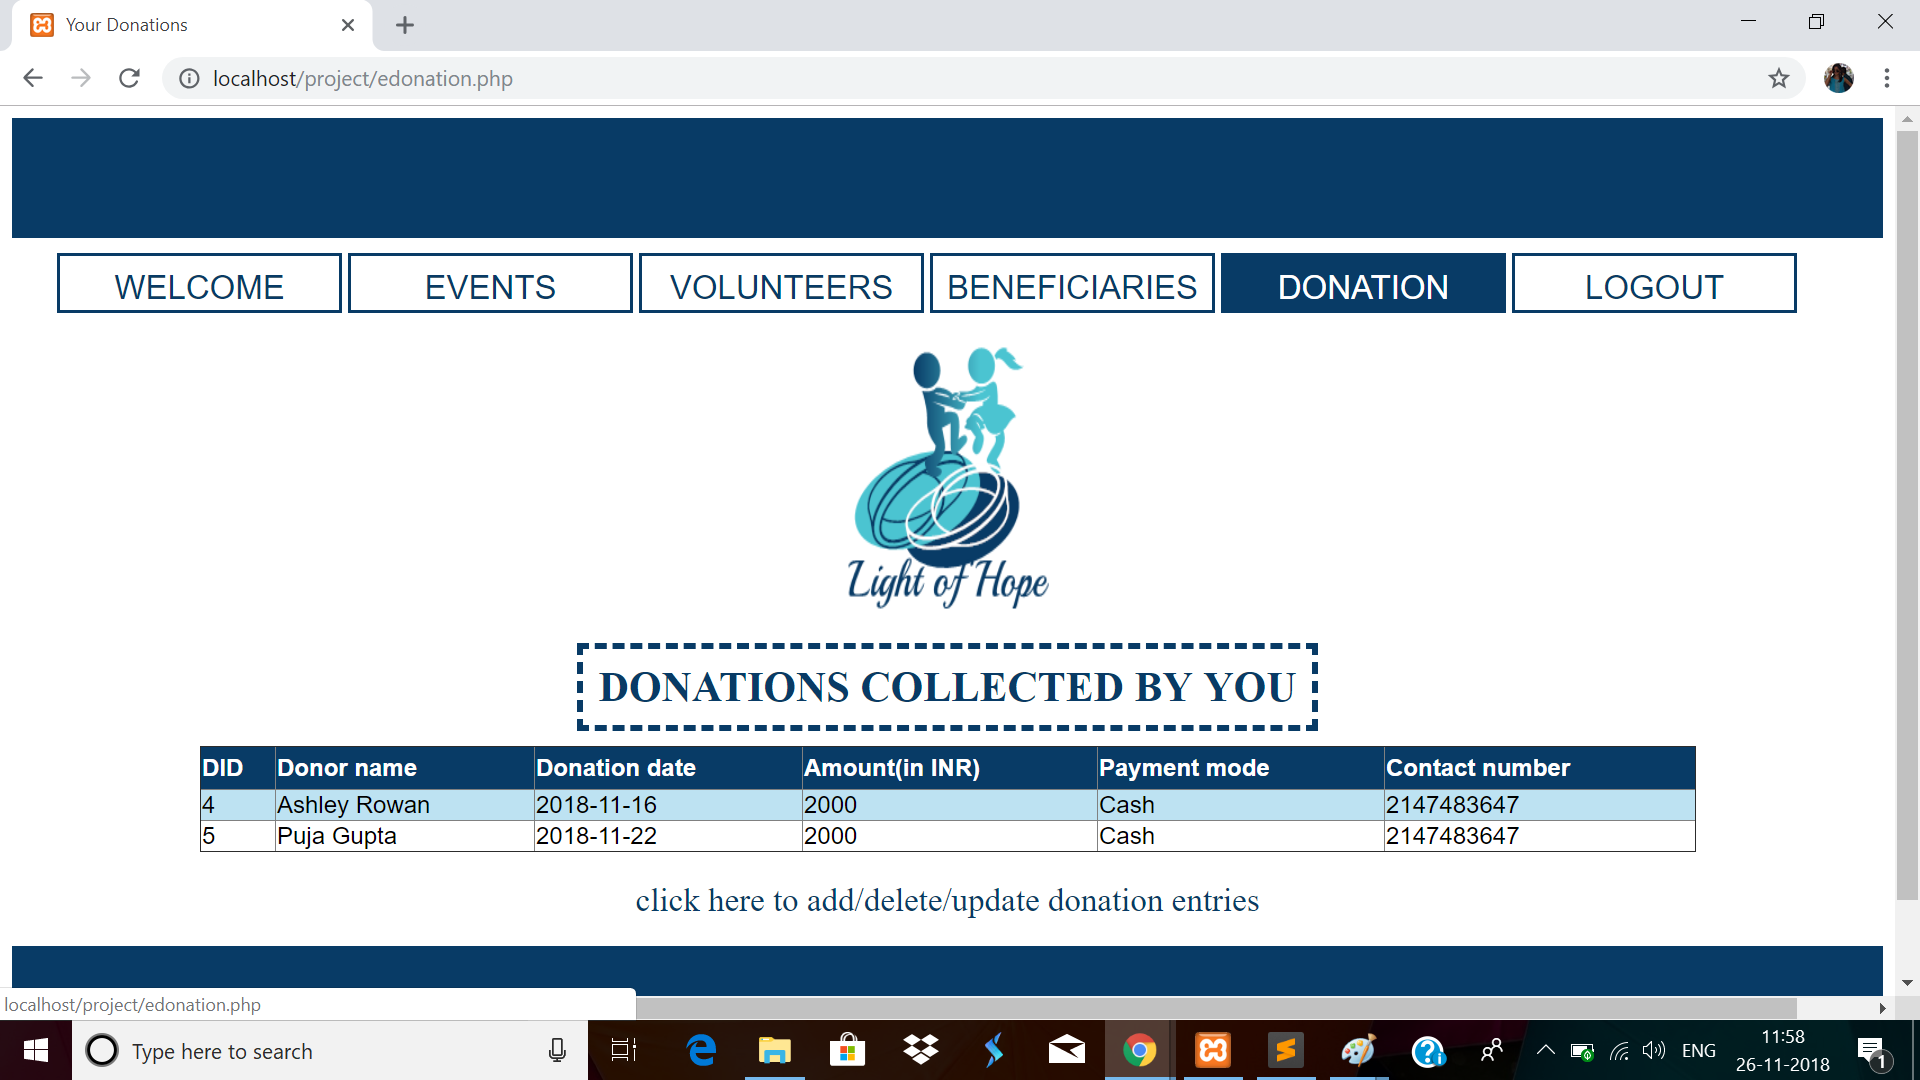 Your Donations
localhost/project/edonation.php
WELCOME EVENTS VOLUNTEERS BENEFICIARIES DONATION LOGOUT
Light of Hope
DONATIONS COLLECTED BY YOU
DID Donor name Donation date Amount(in INR) Payment mode Contact number
4 Ashley Rowan 2018-11-16 2000 Cash 2147483647
5 Puja Gupta 2018-11-22 2000 Cash 2147483647
click here to add/delete/update donation entries
localhost/project/edonation.php
Type here to search
ENG
11:58
26-11-2018
1